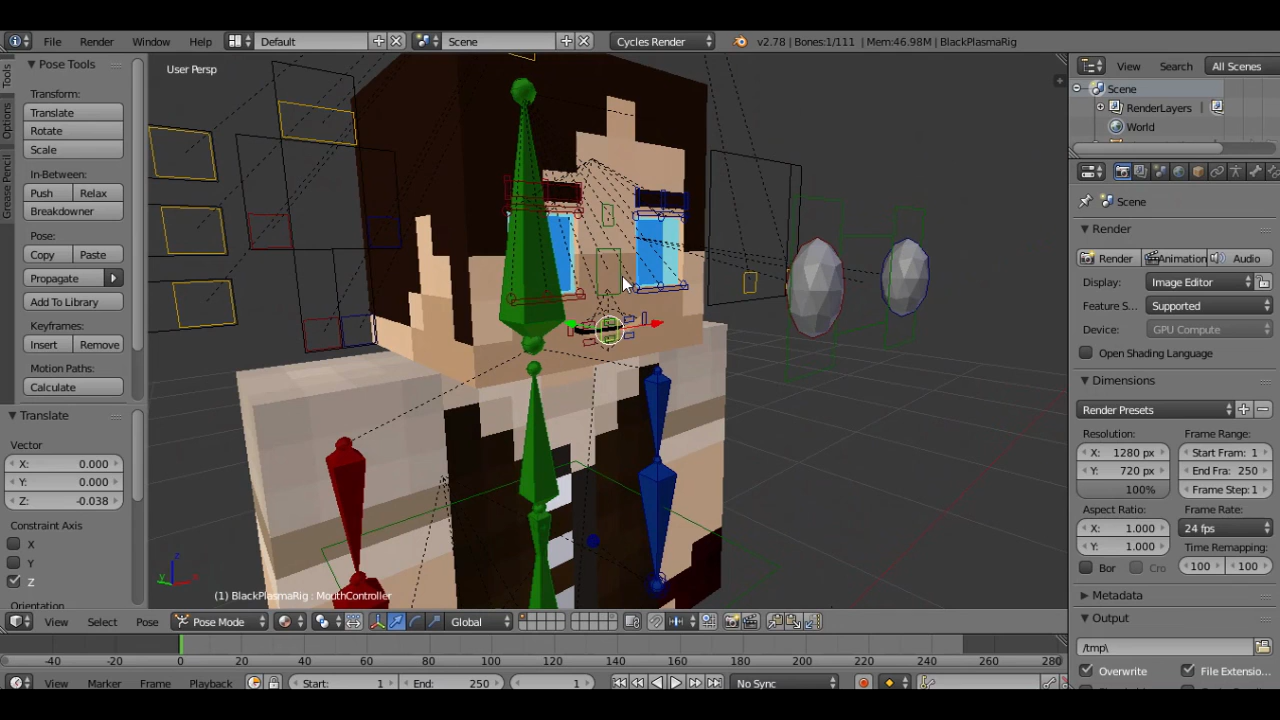 File Render Window Help Default Scene Cycles Render v2.78 | Bones:1/111 | Mem:46.98M | BlackPlasmaRig
Tools
Options
Grease Pencil
Pose Tools
Transform:
Translate
Rotate
Scale
In-Between:
Push Relax
Breakdowner
Pose:
Copy Paste
Propagate
Add To Library
Keyframes:
Insert Remove
Motion Paths:
Calculate
Translate
Vector
X: 0.000
Y: 0.000
Z: -0.038
Constraint Axis
X
Y
Z
Orientation
User Persp
z
y
x
(1) BlackPlasmaRig : MouthController
View Search All Scenes
Scene
RenderLayers
World
Scene
Render
Render Animation Audio
Display: Image Editor
Feature S... Supported
Device: GPU Compute
Open Shading Language
Dimensions
Render Presets
Resolution: Frame Range:
X: 1280 px Start Fram: 1
Y: 720 px End Fra: 250
100% Frame Step:1
Aspect Ratio: Frame Rate:
X: 1.000 24 fps
Y: 1.000 Time Remapping:
Bor Cro 100 100
Metadata
Output
/tmp\
Overwrite File Extensio...
View Select Pose Pose Mode Global
-40 -20 0 20 40 60 80 100 120 140 160 180 200 220 240 260 280
View Marker Frame Playback Start: 1 End: 250 1 No Sync